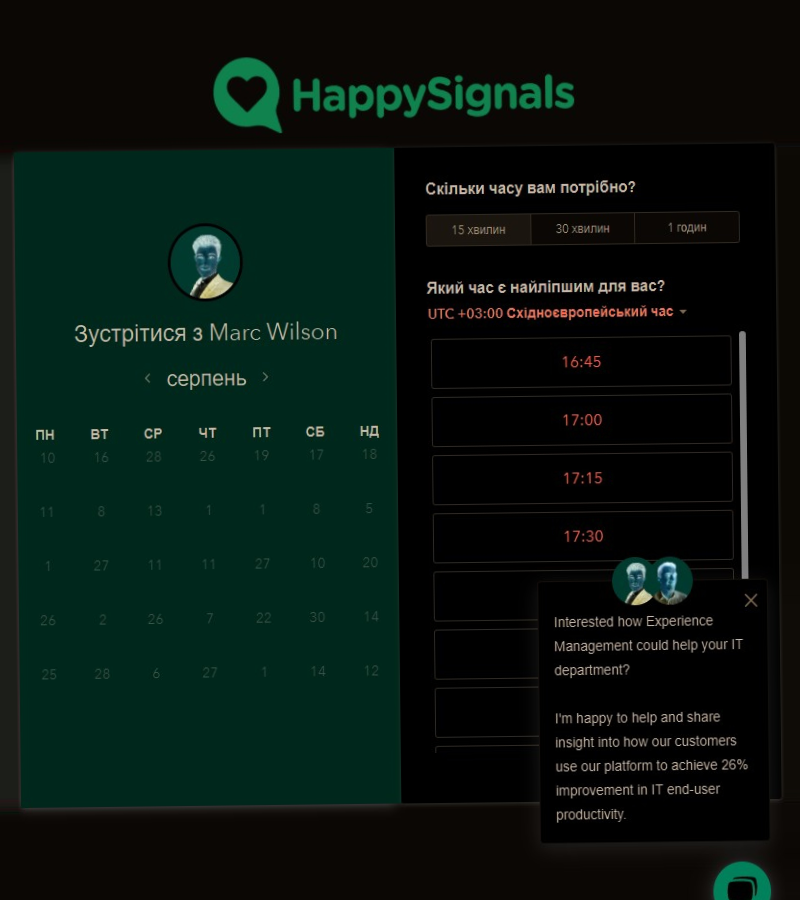 HappySignals
Зустрітися з Marc Wilson
серпень
ПН ВТ СР ЧТ ПТ СБ НД
10 16 28 26 19 17 18
11 8 13 1 1 8 5
1 27 11 11 27 10 20
26 2 26 7 22 30 14
25 28 6 27 1 14 12
Скільки часу вам потрібно?
15 хвилин 30 хвилин 1 годин
Який час є найліпшим для вас?
UTC +03:00 Східноєвропейський час
16:45
17:00
17:15
17:30
Interested how Experience
Management could help your IT
department?
I'm happy to help and share
insight into how our customers
use our platform to achieve 26%
improvement in IT end-user
productivity.